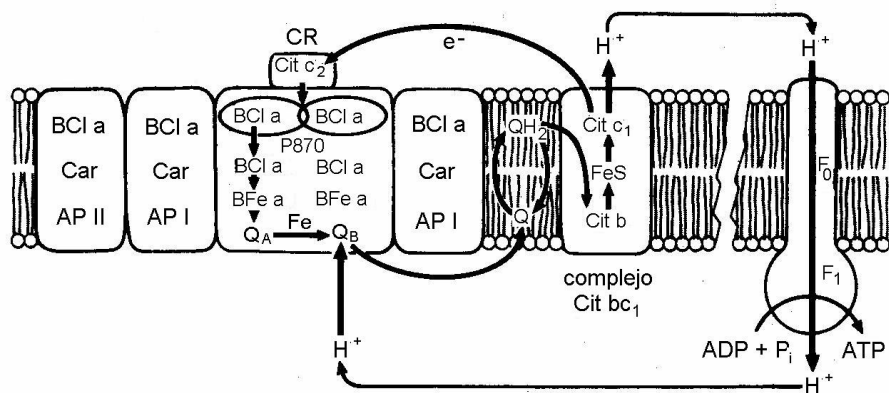 CR
Cit c2
e-
H+
H+
BCl a
Car
AP II
BCl a
Car
AP I
BCl a
BCl a
P870
BCl a
BCl a
BFe a
BFe a
QA
Fe
QB
BCl a
Car
AP I
QH2
Q
Cit c1
FeS
Cit b
complejo
Cit bc1
F0
F1
ADP + Pi
ATP
H+
H+